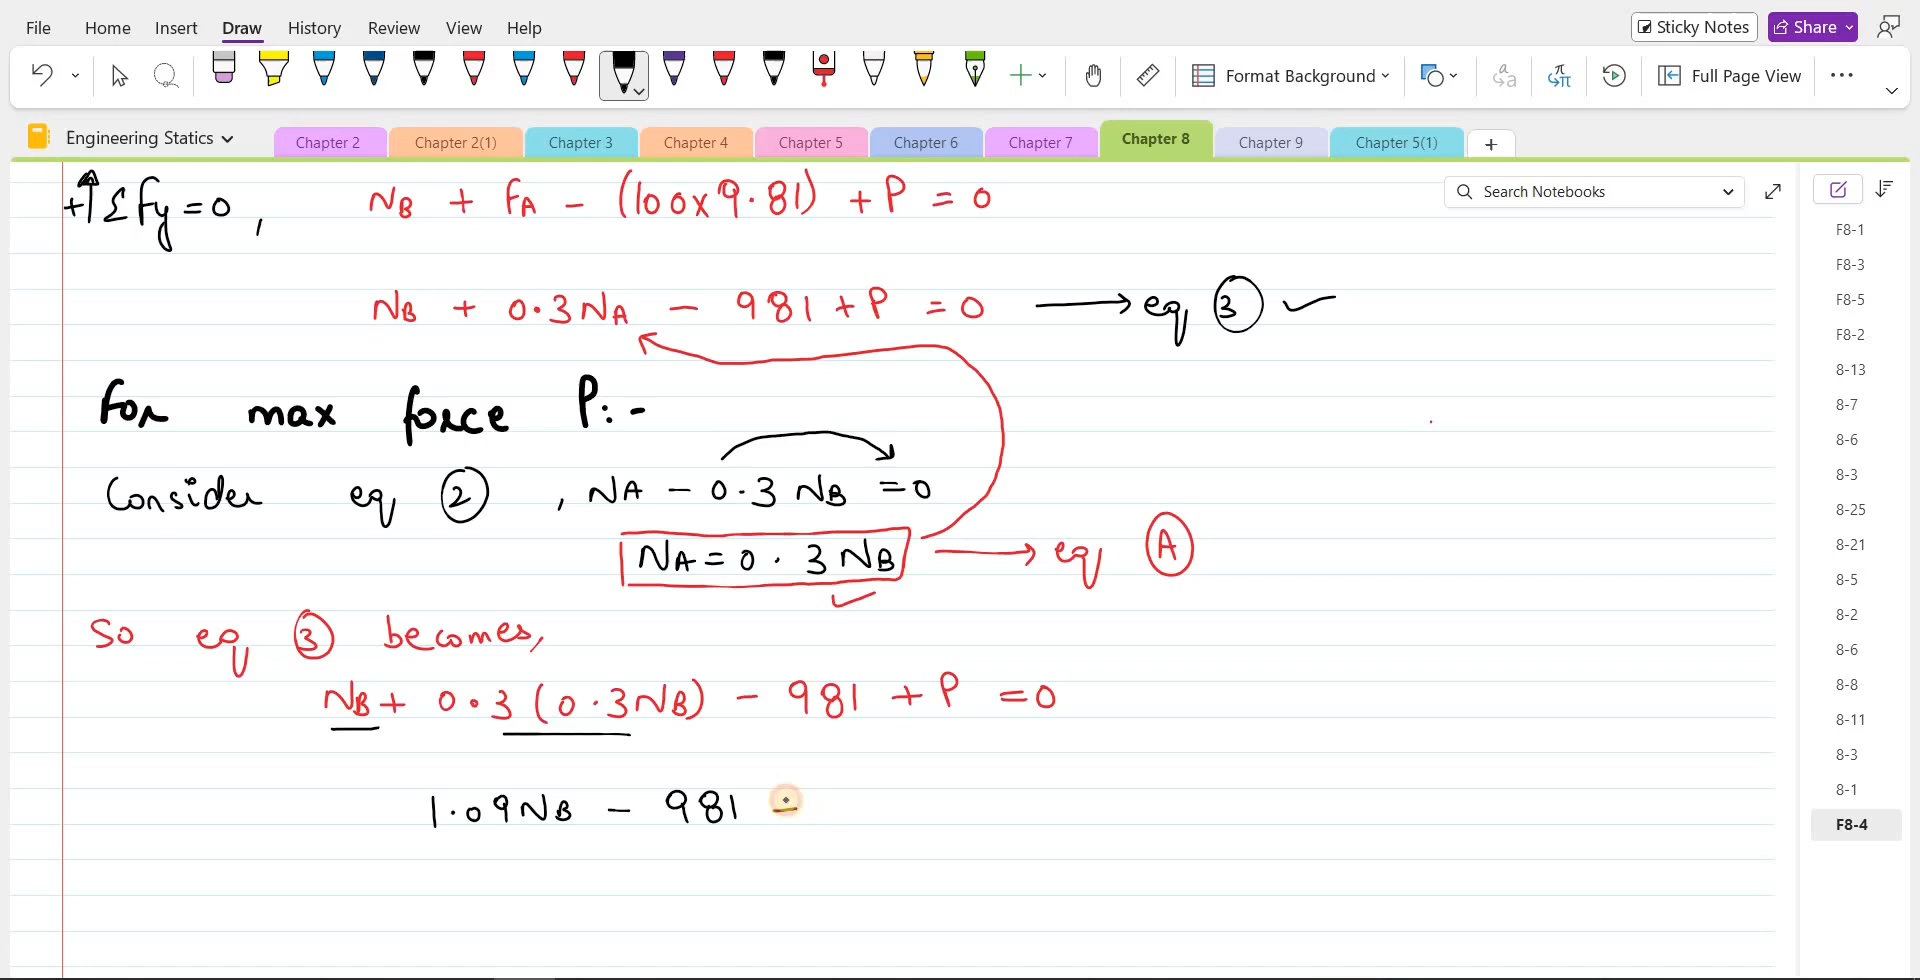 File Home Insert Draw History Review View Help
Sticky Notes Share
Format Background Full Page View
Engineering Statics Chapter 2 Chapter 2(1) Chapter 3 Chapter 4 Chapter 5 Chapter 6 Chapter 7 Chapter 8 Chapter 9 Chapter 5(1) +
Search Notebooks
+↑ΣFy=0, NB + FA - (100x9.81) + P = 0
NB + 0.3NA - 981 + P = 0 → eq ③ ✓
For max force P:-
Consider eq ②, NA - 0.3 NB = 0
NA = 0.3 NB → eq Ⓐ
✓
So eq ③ becomes,
NB + 0.3(0.3NB) - 981 + P = 0
1.09NB - 981
F8-1
F8-3
F8-5
F8-2
8-13
8-7
8-6
8-3
8-25
8-21
8-5
8-2
8-6
8-8
8-11
8-3
8-1
F8-4